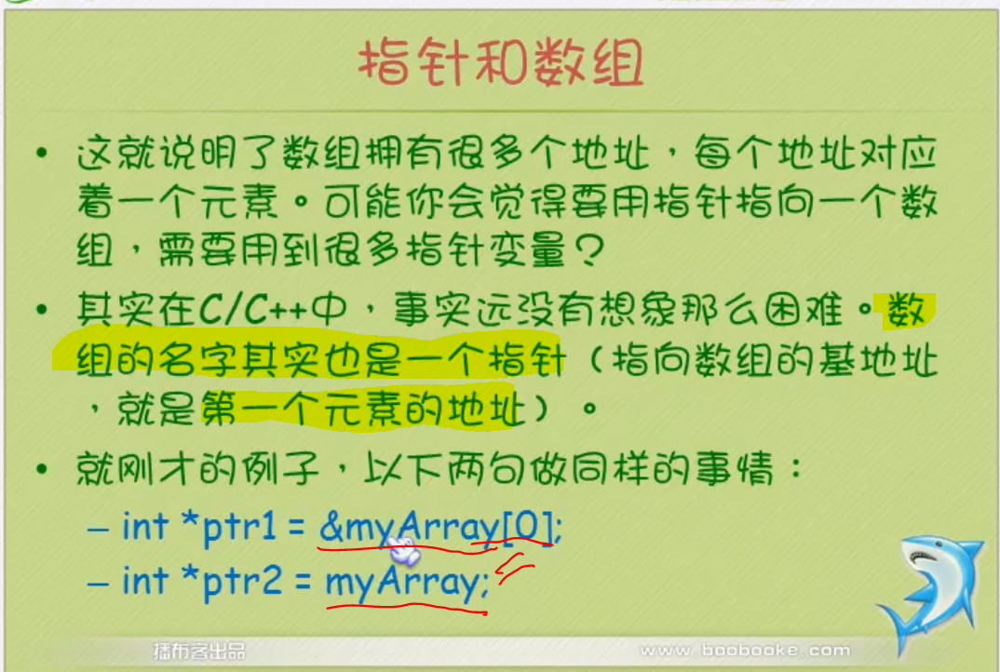 指针和数组
• 这就说明了数组拥有很多个地址，每个地址对应
着一个元素。可能你会觉得要用指针指向一个数
组，需要用到很多指针变量？
• 其实在C/C++中，事实远没有想象那么困难。数
组的名字其实也是一个指针（指向数组的基地址
，就是第一个元素的地址）。
• 就刚才的例子，以下两句做同样的事情：
– int *ptr1 = &myArray[0];
– int *ptr2 = myArray;
播布客出品
www.boobooke.com